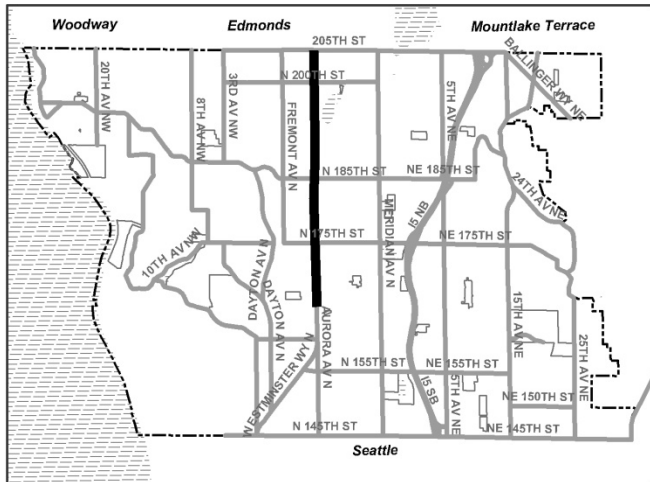 Woodway
Edmonds
Mountlake Terrace
205TH ST
BALLINGER WY NE
20TH AV NW
8TH AV NW
3RD AV NW
N 200TH ST
FREMONT AV N
5TH AV NE
N 185TH ST
NE 185TH ST
24TH AV NE
MERIDIAN AV N
I5 NB
10TH AV NW
N 175TH ST
NE 175TH ST
DAYTON AV N
DAYTON AV N
AURORA AV N
WESTMINSTER WY N
15TH AV NE
25TH AV NE
N 155TH ST
NE 155TH ST
I5 SB
5TH AV NE
NE 150TH ST
N 145TH ST
NE 145TH ST
Seattle